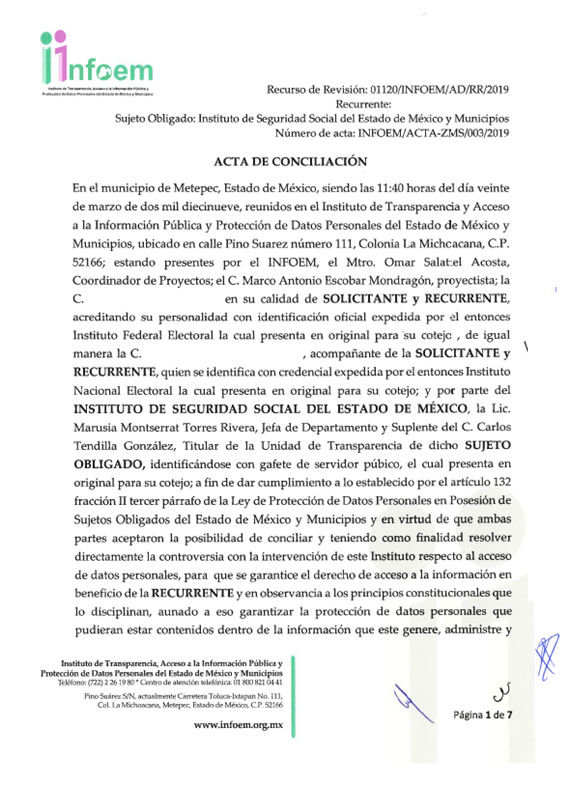 infoem
Instituto de Transparencia, Acceso a la Información Pública y
Protección de Datos Personales del Estado de México y Municipios
Recurso de Revisión: 01120/INFOEM/AD/RR/2019
Recurrente:
Sujeto Obligado: Instituto de Seguridad Social del Estado de México y Municipios
Número de acta: INFOEM/ACTA-ZMS/003/2019
ACTA DE CONCILIACIÓN
En el municipio de Metepec, Estado de México, siendo las 11:40 horas del día veinte
de marzo de dos mil diecinueve, reunidos en el Instituto de Transparencia y Acceso
a la Información Pública y Protección de Datos Personales del Estado de México y
Municipios, ubicado en calle Pino Suarez número 111, Colonia La Michcacana, C.P.
52166; estando presentes por el INFOEM, el Mtro. Omar Salatiel Acosta,
Coordinador de Proyectos; el C. Marco Antonio Escobar Mondragón, proyectista; la
C. en su calidad de SOLICITANTE y RECURRENTE,
acreditando su personalidad con identificación oficial expedida por el entonces
Instituto Federal Electoral la cual presenta en original para su cotejo , de igual
manera la C. , acompañante de la SOLICITANTE y
RECURRENTE, quien se identifica con credencial expedida por el entonces Instituto
Nacional Electoral la cual presenta en original para su cotejo; y por parte del
INSTITUTO DE SEGURIDAD SOCIAL DEL ESTADO DE MÉXICO, la Lic.
Marusia Montserrat Torres Rivera, Jefa de Departamento y Suplente del C. Carlos
Tendilla González, Titular de la Unidad de Transparencia de dicho SUJETO
OBLIGADO, identificándose con gafete de servidor púbico, el cual presenta en
original para su cotejo; a fin de dar cumplimiento a lo establecido por el artículo 132
fracción II tercer párrafo de la Ley de Protección de Datos Personales en Posesión de
Sujetos Obligados del Estado de México y Municipios y en virtud de que ambas
partes aceptaron la posibilidad de conciliar y teniendo como finalidad resolver
directamente la controversia con la intervención de este Instituto respecto al acceso
de datos personales, para que se garantice el derecho de acceso a la información en
beneficio de la RECURRENTE y en observancia a los principios constitucionales que
lo disciplinan, aunado a eso garantizar la protección de datos personales que
pudieran estar contenidos dentro de la información que este genere, administre y
Instituto de Transparencia, Acceso a la Información Pública y
Protección de Datos Personales del Estado de México y Municipios
Teléfono: (722) 2 26 19 80 * Centro de atención telefónica: 01 800 821 04 41
Pino Suárez S/N, actualmente Carretera Toluca-Ixtapan No. 111,
Col. La Michoacana, Metepec, Estado de México, C.P. 52166
www.infoem.org.mx
Página 1 de 7